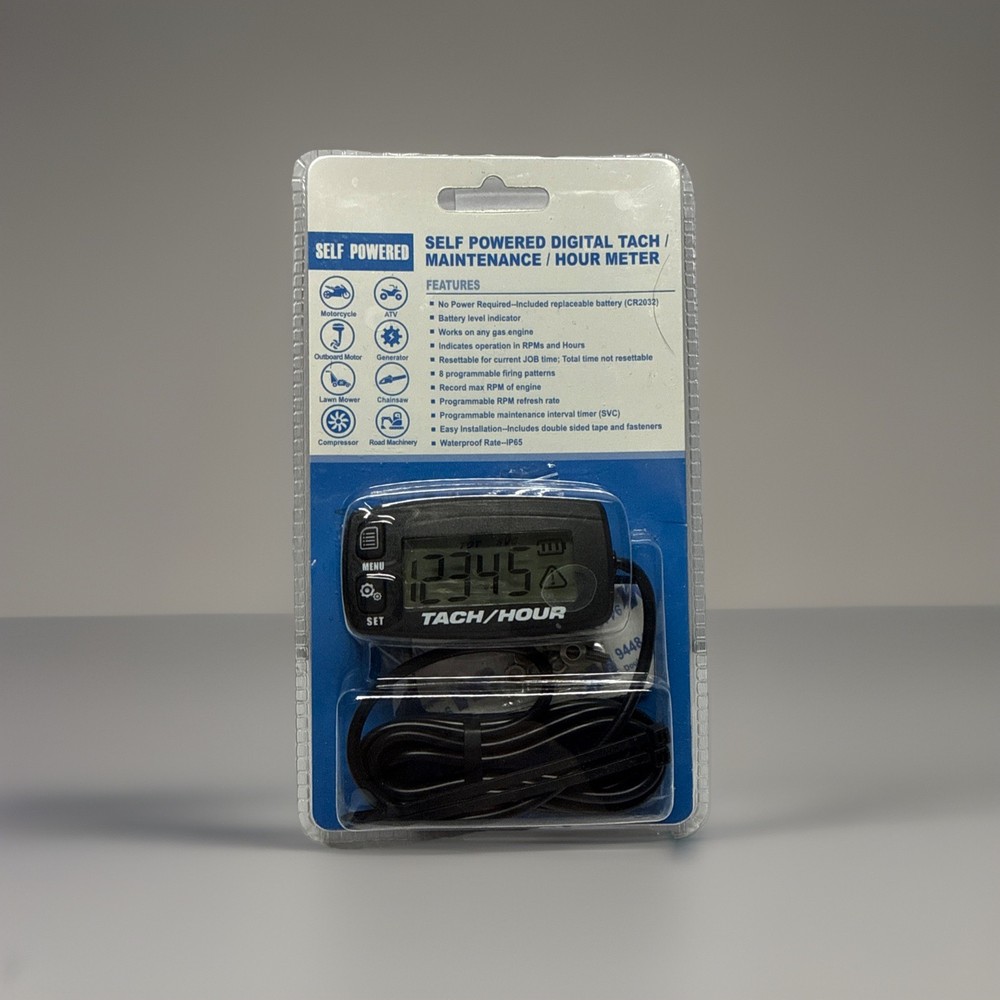 SELF POWERED
SELF POWERED DIGITAL TACH /
MAINTENANCE / HOUR METER
FEATURES
Motorcycle
ATV
Outboard Motor
Generator
Lawn Mower
Chainsaw
Compressor
Road Machinery
No Power Required--Included replaceable battery (CR2032)
Battery level indicator
Works on any gas engine
Indicates operation in RPMs and Hours
Resettable for current JOB time; Total time not resettable
8 programmable firing patterns
Record max RPM of engine
Programmable RPM refresh rate
Programmable maintenance interval timer (SVC)
Easy Installation--Includes double sided tape and fasteners
Waterproof Rate--IP65
MENU
12345
SET
TACH/HOUR
9448